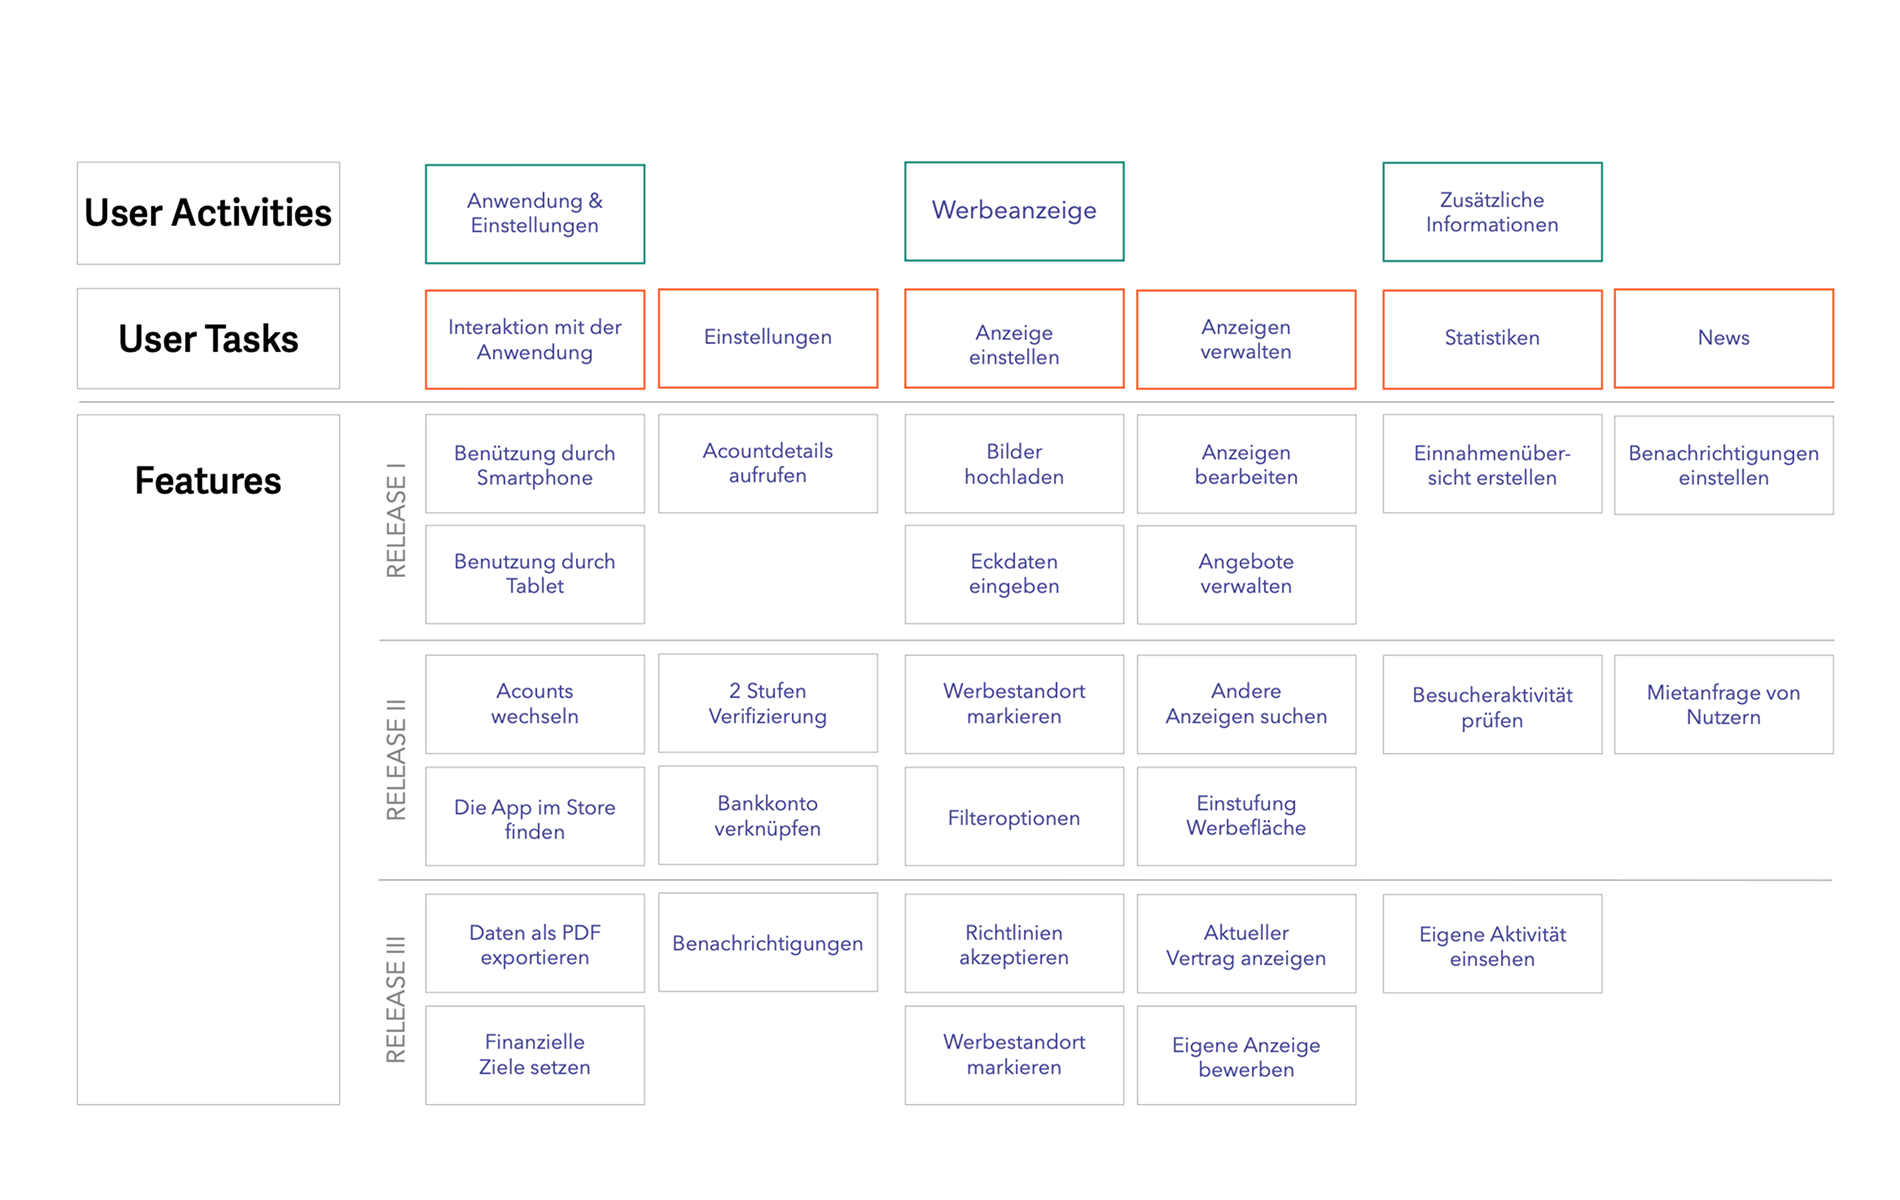 User Activities
Anwendung &
Einstellungen
Werbeanzeige
Zusätzliche
Informationen
User Tasks
Interaktion mit der
Anwendung
Einstellungen
Anzeige
einstellen
Anzeigen
verwalten
Statistiken
News
Features
RELEASE I
Benützung durch
Smartphone
Acountdetails
aufrufen
Bilder
hochladen
Anzeigen
bearbeiten
Einnahmenüber-
sicht erstellen
Benachrichtigungen
einstellen
Benutzung durch
Tablet
Eckdaten
eingeben
Angebote
verwalten
RELEASE II
Acounts
wechseln
2 Stufen
Verifizierung
Werbestandort
markieren
Andere
Anzeigen suchen
Besucheraktivität
prüfen
Mietanfrage von
Nutzern
Die App im Store
finden
Bankkonto
verknüpfen
Filteroptionen
Einstufung
Werbefläche
RELEASE III
Daten als PDF
exportieren
Benachrichtigungen
Richtlinien
akzeptieren
Aktueller
Vertrag anzeigen
Eigene Aktivität
einsehen
Finanzielle
Ziele setzen
Werbestandort
markieren
Eigene Anzeige
bewerben